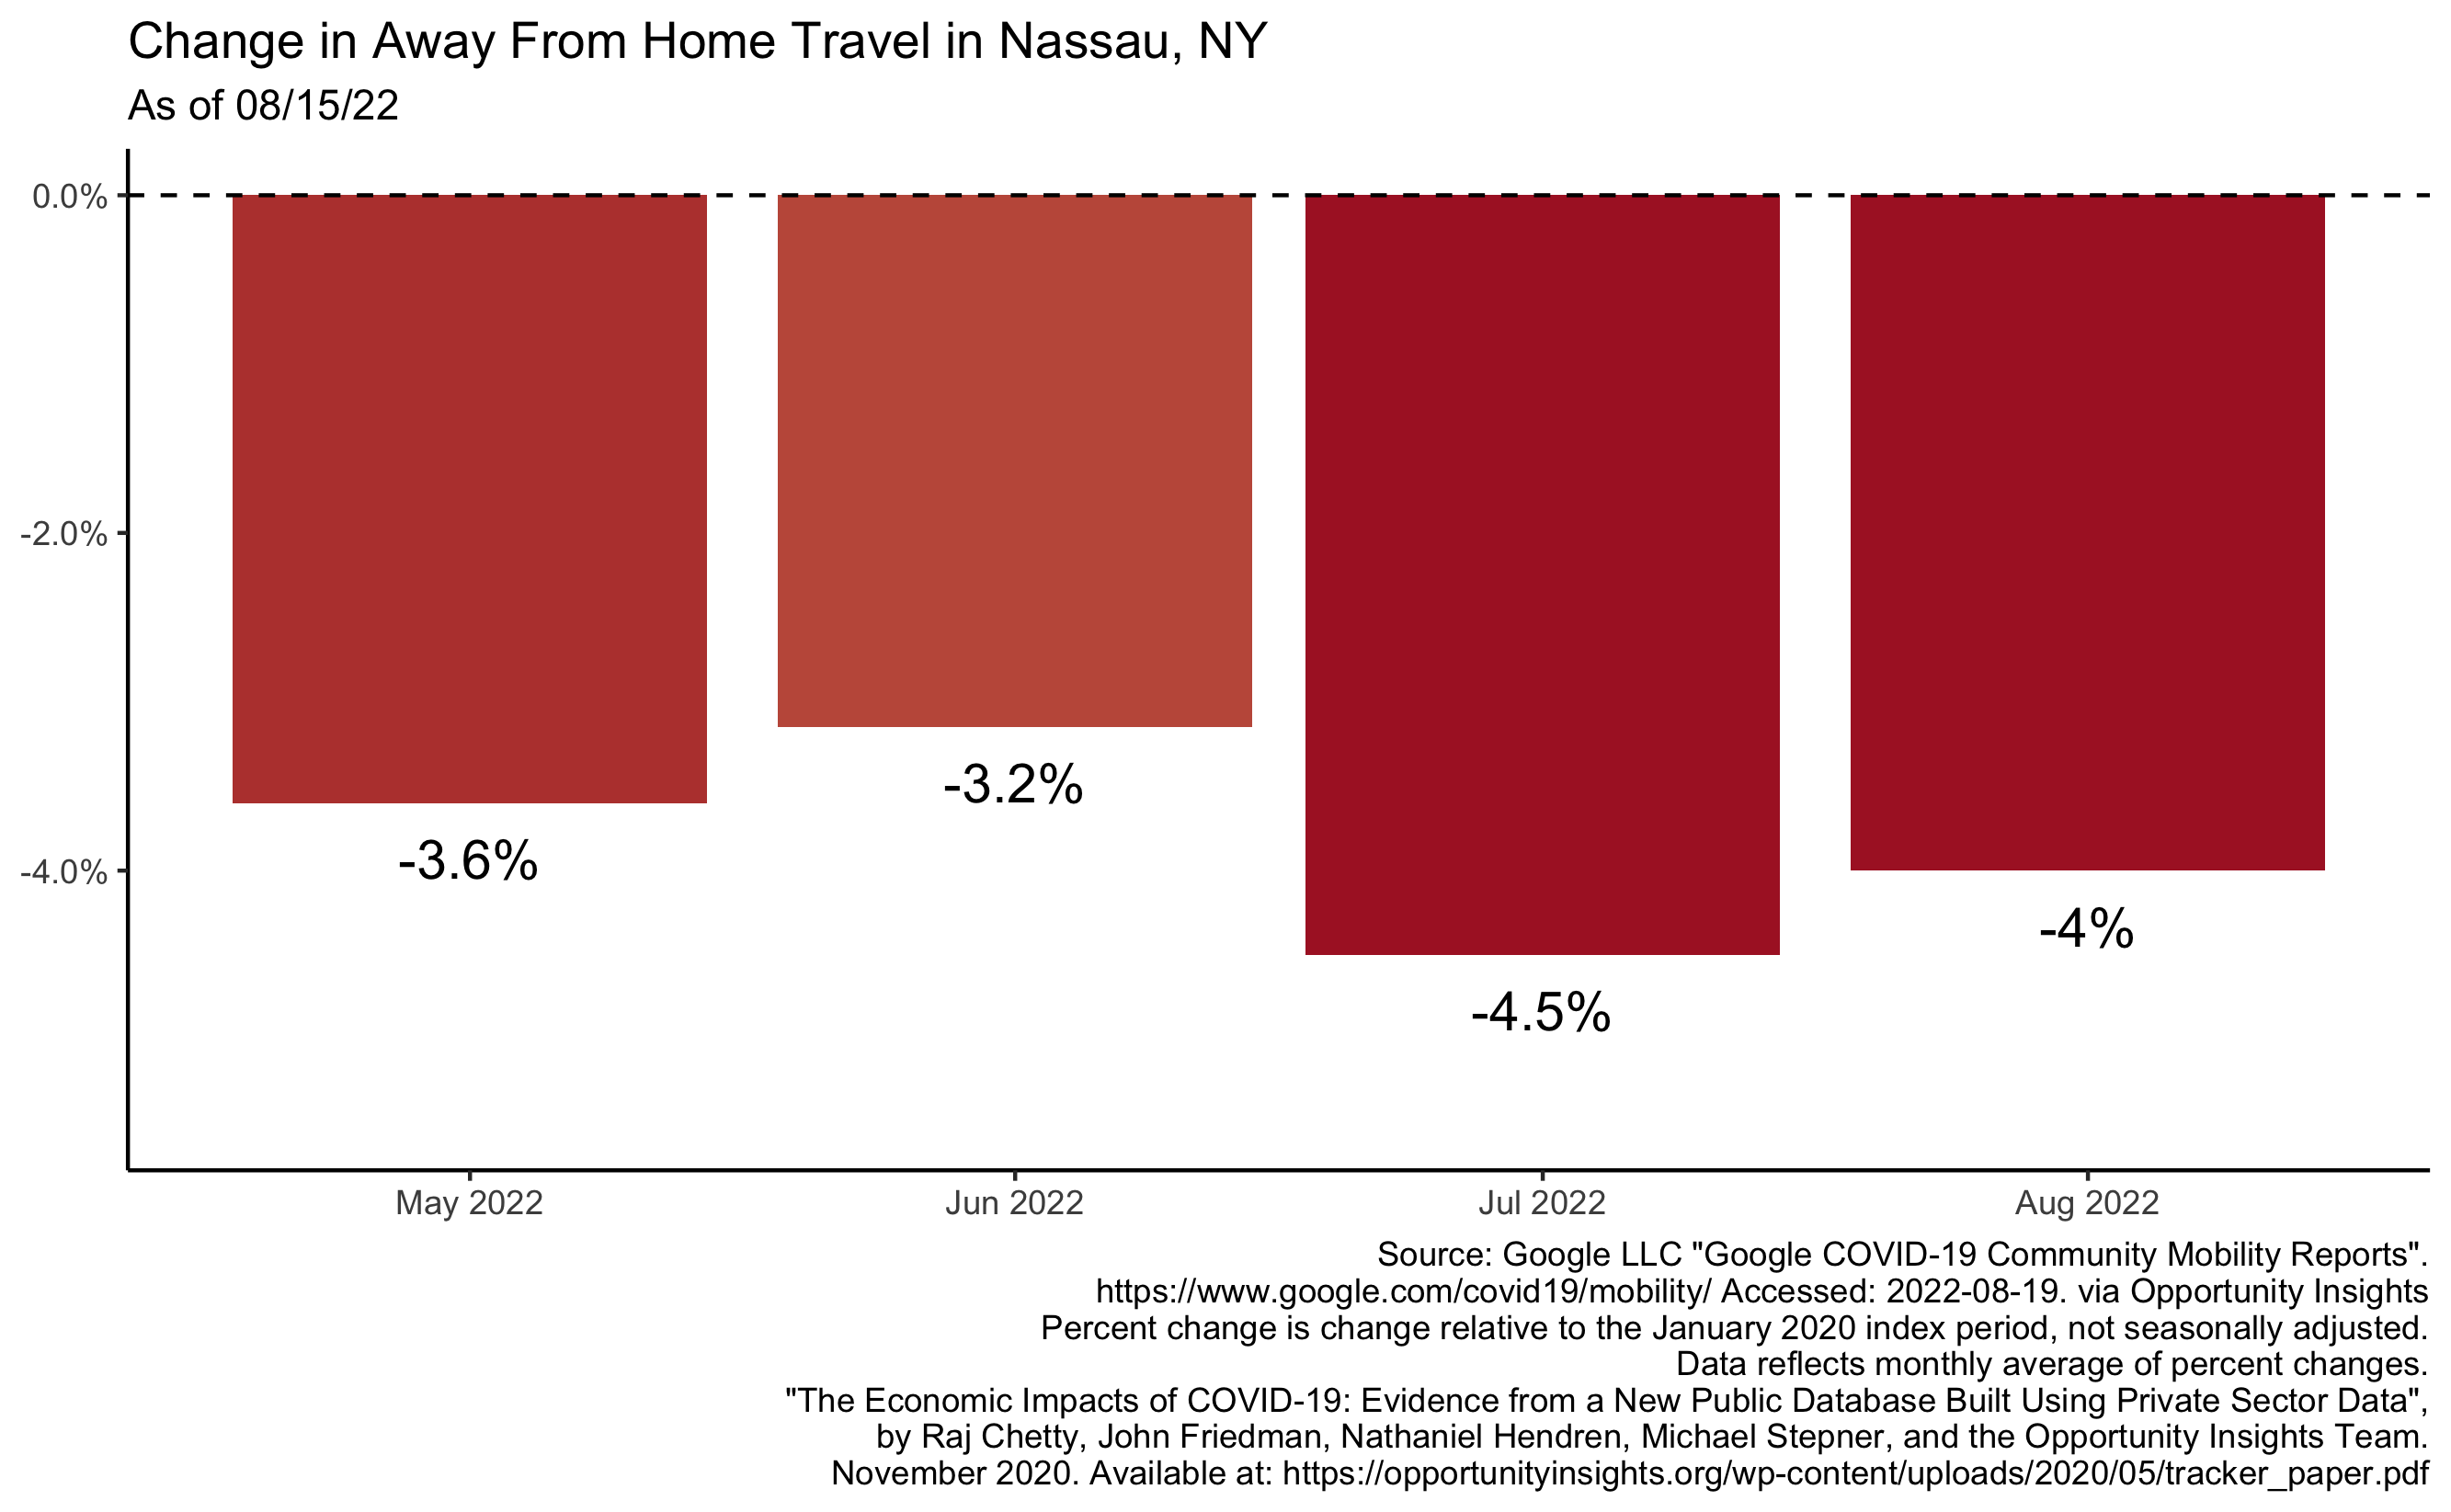 Change in Away From Home Travel in Nassau, NY
As of 08/15/22
0.0%
-2.0%
-4.0%
-3.6%
-3.2%
-4.5%
-4%
May 2022
Jun 2022
Jul 2022
Aug 2022
Source: Google LLC "Google COVID-19 Community Mobility Reports".
https://www.google.com/covid19/mobility/ Accessed: 2022-08-19. via Opportunity Insights
Percent change is change relative to the January 2020 index period, not seasonally adjusted.
Data reflects monthly average of percent changes.
"The Economic Impacts of COVID-19: Evidence from a New Public Database Built Using Private Sector Data",
by Raj Chetty, John Friedman, Nathaniel Hendren, Michael Stepner, and the Opportunity Insights Team.
November 2020. Available at: https://opportunityinsights.org/wp-content/uploads/2020/05/tracker_paper.pdf